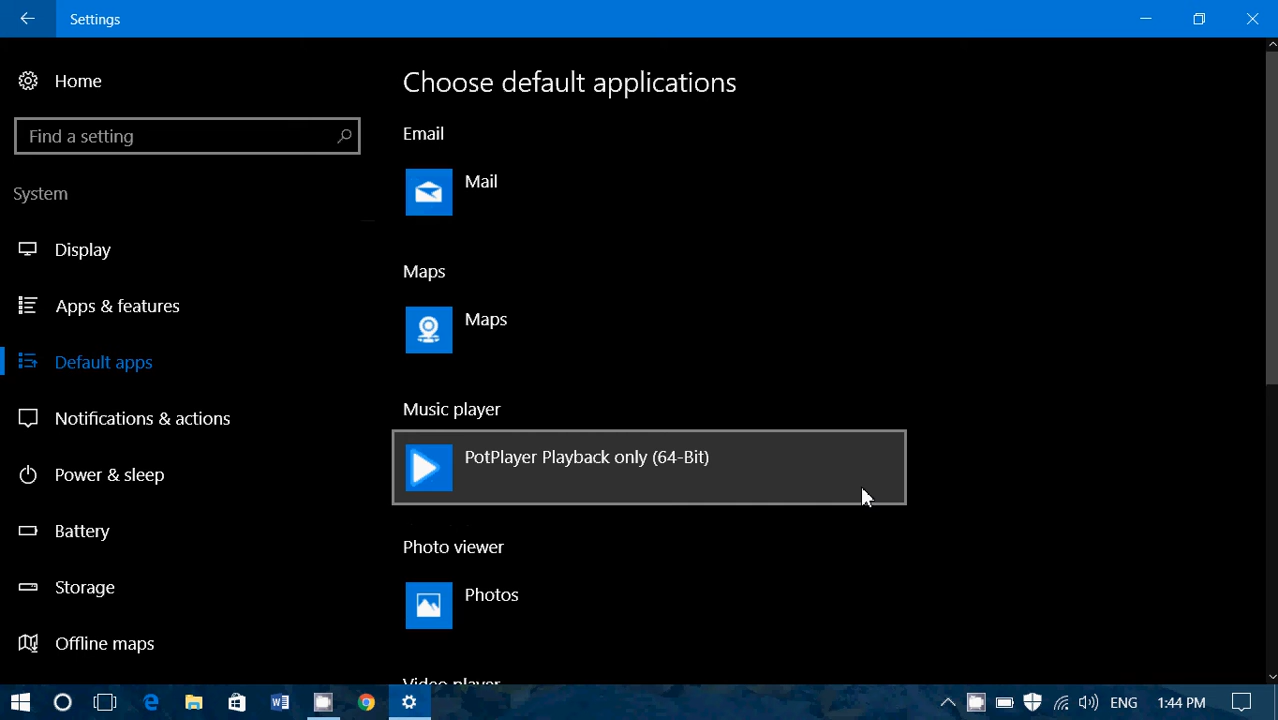 Settings
Home
Find a setting
System
Display
Apps & features
Default apps
Notifications & actions
Power & sleep
Battery
Storage
Offline maps
Choose default applications
Email
Mail
Maps
Maps
Music player
PotPlayer Playback only (64-Bit)
Photo viewer
Photos
Video player
ENG
1:44 PM